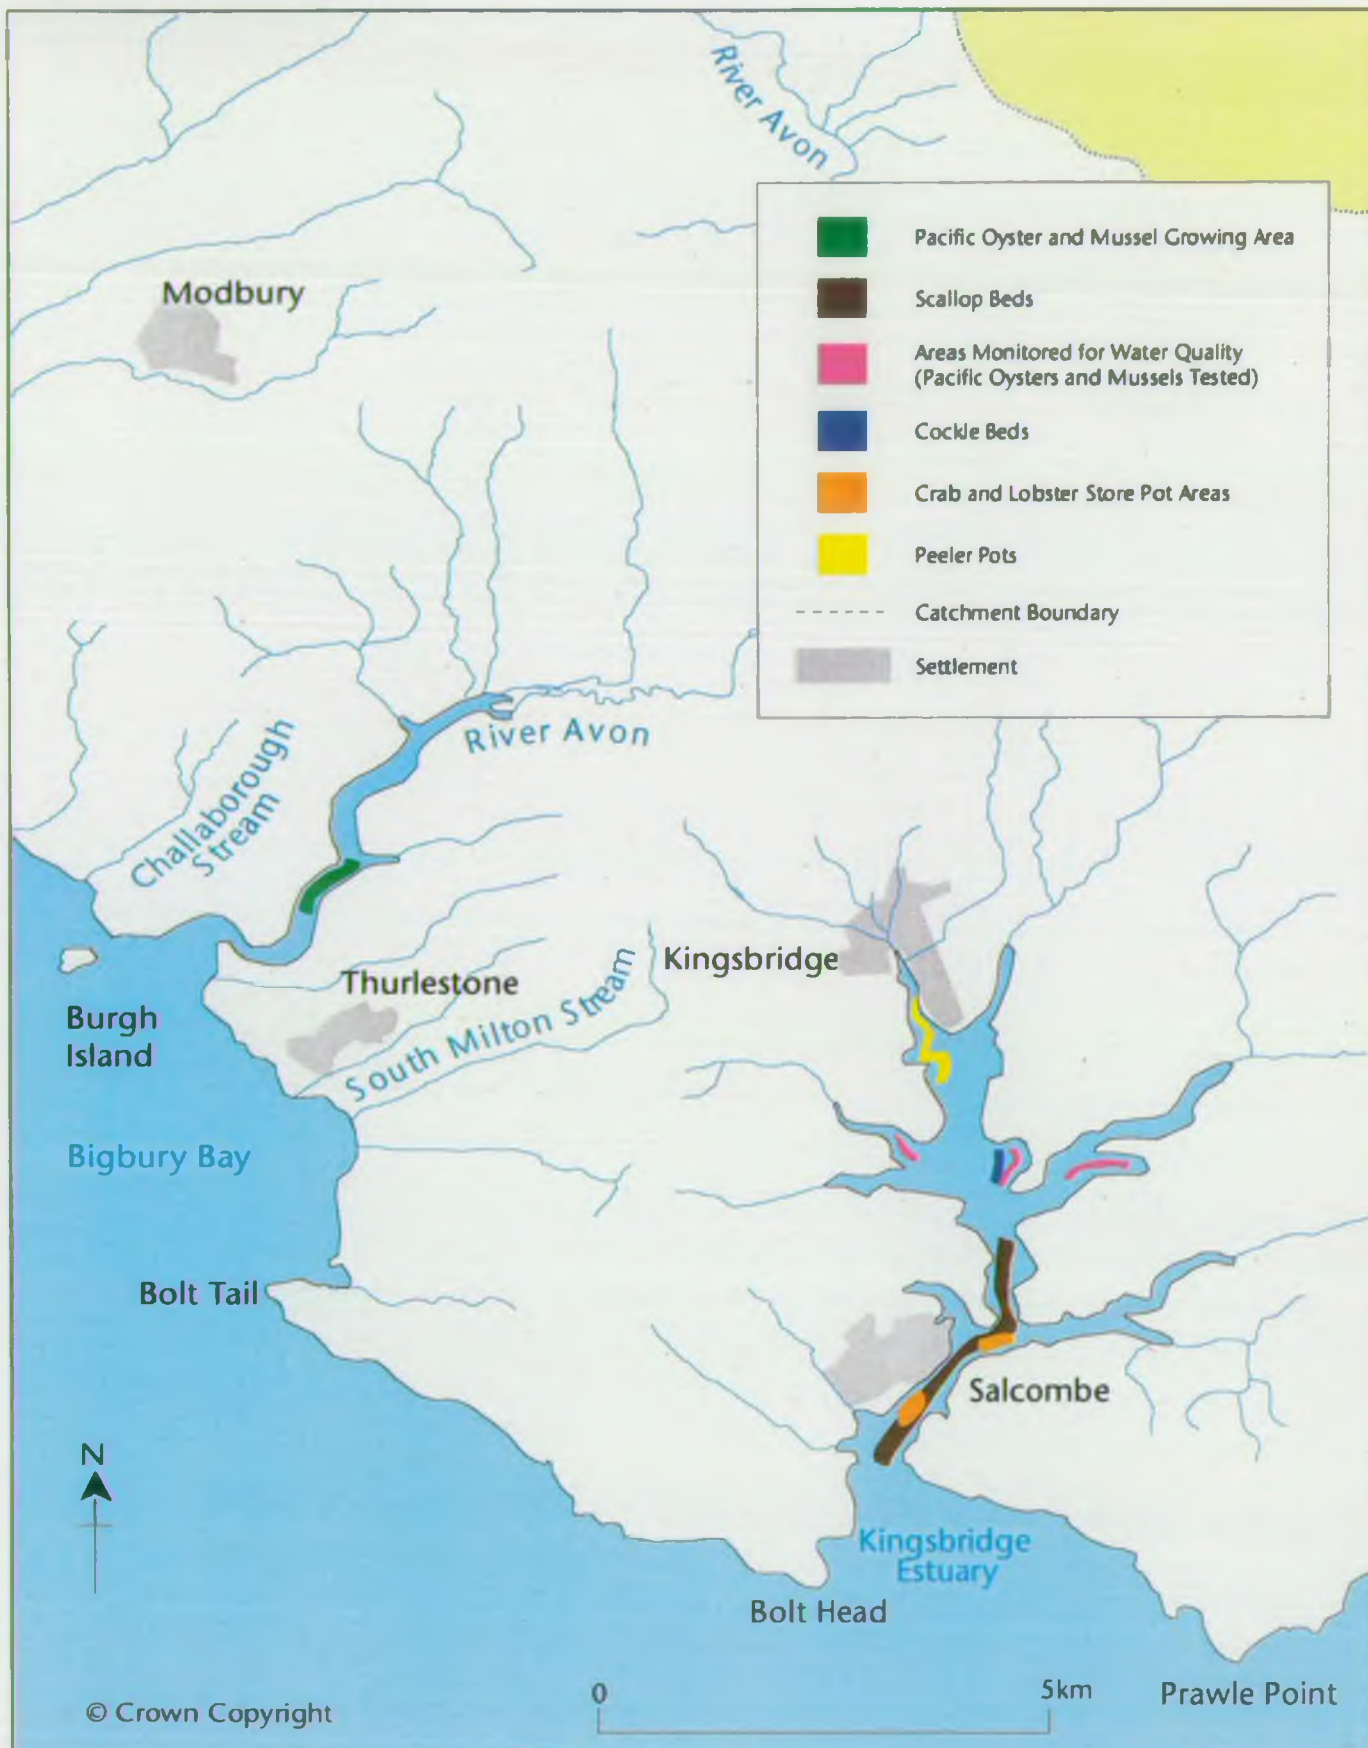 River Avon
Pacific Oyster and Mussel Growing Area
Scallop Beds
Areas Monitored for Water Quality
(Pacific Oysters and Mussels Tested)
Cockle Beds
Crab and Lobster Store Pot Areas
Peeler Pots
Catchment Boundary
Settlement
Modbury
River Avon
Challaborough
Stream
Kingsbridge
Thurlestone
South Milton Stream
Burgh
Island
Bigbury Bay
Bolt Tail
Salcombe
N
Kingsbridge
Estuary
Bolt Head
0
5km
Prawle Point
© Crown Copyright